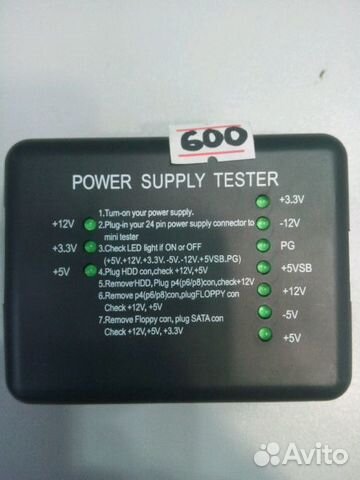 600
POWER SUPPLY TESTER
1.Turn-on your power supply.
2.Plug-in your 24 pin power supply connector to
mini tester
3.Check LED light if ON or OFF
(+5V.+12V.+3.3V.-5V.-12V.+5VSB.PG)
4.Plug HDD con,check +12V,+5V
5.RemoverHDD, Plug p4(p6/p8)con,check+12V
6.Remove p4(p6/p8)con,plugFLOPPY con
Check +12V, +5V
7.Remove Floppy con, plug SATA con
Check +12V,+5V, +3.3V
+12V
+3.3V
+5V
+3.3V
-12V
PG
+5VSB
+12V
-5V
+5V
Avito